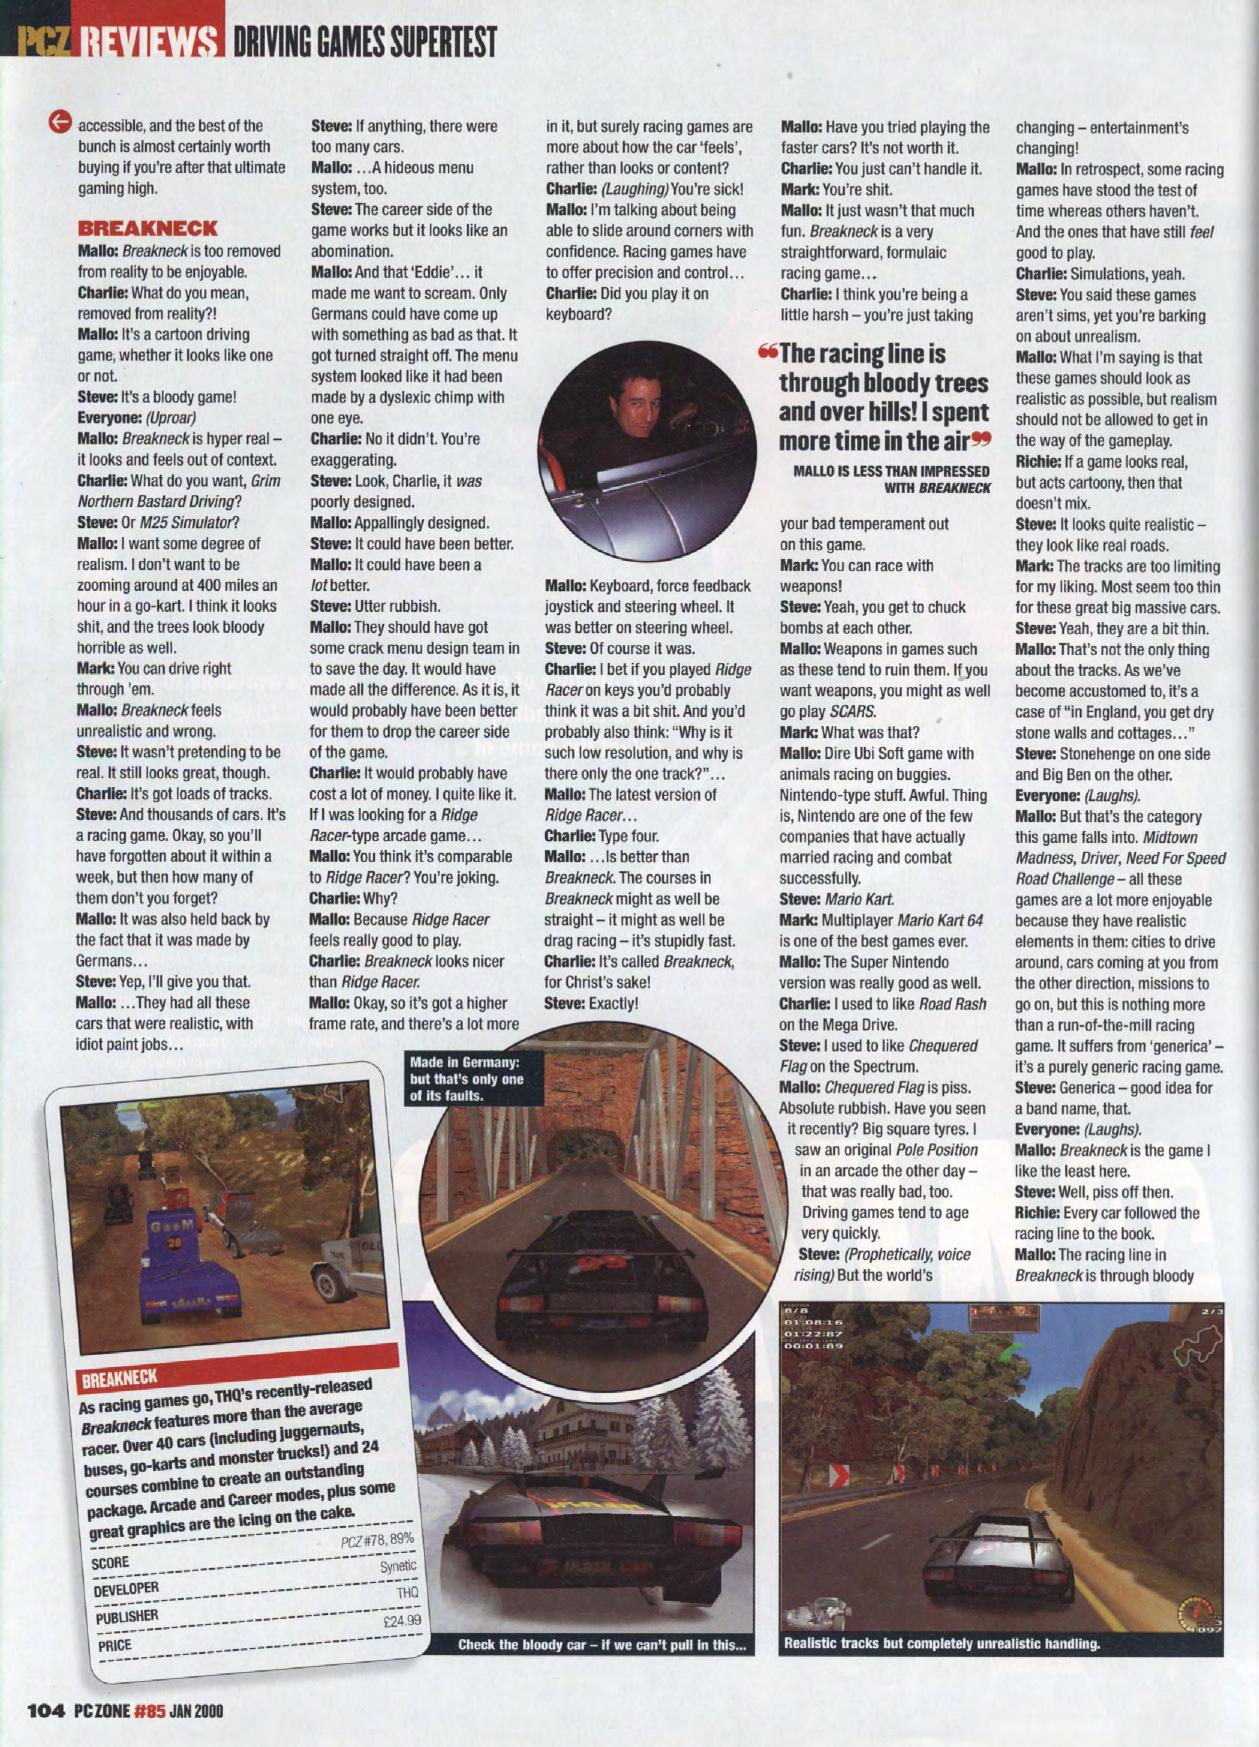 PCZ REVIEWS DRIVING GAMES SUPERTEST
accessible, and the best of the
bunch is almost certainly worth
buying if you're after that ultimate
gaming high.
BREAKNECK
Mallo: Breakneck is too removed
from reality to be enjoyable.
Charlie: What do you mean,
removed from reality?!
Mallo: It's a cartoon driving
game, whether it looks like one
or not.
Steve: It's a bloody game!
Everyone: (Uproar)
Mallo: Breakneck is hyper real –
it looks and feels out of context.
Charlie: What do you want, Grim
Northern Bastard Driving?
Steve: Or M25 Simulator?
Mallo: I want some degree of
realism. I don't want to be
zooming around at 400 miles an
hour in a go-kart. I think it looks
shit, and the trees look bloody
horrible as well.
Mark: You can drive right
through 'em.
Mallo: Breakneck feels
unrealistic and wrong.
Steve: It wasn't pretending to be
real. It still looks great, though.
Charlie: It's got loads of tracks.
Steve: And thousands of cars. It's
a racing game. Okay, so you'll
have forgotten about it within a
week, but then how many of
them don't you forget?
Mallo: It was also held back by
the fact that it was made by
Germans...
Steve: Yep, I'll give you that.
Mallo: ...They had all these
cars that were realistic, with
idiot paint jobs...
Steve: If anything, there were
too many cars.
Mallo: ...A hideous menu
system, too.
Steve: The career side of the
game works but it looks like an
abomination.
Mallo: And that 'Eddie'... it
made me want to scream. Only
Germans could have come up
with something as bad as that. It
got turned straight off. The menu
system looked like it had been
made by a dyslexic chimp with
one eye.
Charlie: No it didn't. You're
exaggerating.
Steve: Look, Charlie, it was
poorly designed.
Mallo: Appallingly designed.
Steve: It could have been better.
Mallo: It could have been a
lot better.
Steve: Utter rubbish.
Mallo: They should have got
some crack menu design team in
to save the day. It would have
made all the difference. As it is, it
would probably have been better
for them to drop the career side
of the game.
Charlie: It would probably have
cost a lot of money. I quite like it.
If I was looking for a Ridge
Racer-type arcade game...
Mallo: You think it's comparable
to Ridge Racer? You're joking.
Charlie: Why?
Mallo: Because Ridge Racer
feels really good to play.
Charlie: Breakneck looks nicer
than Ridge Racer.
Mallo: Okay, so it's got a higher
frame rate, and there's a lot more
in it, but surely racing games are
more about how the car 'feels',
rather than looks or content?
Charlie: (Laughing) You're sick!
Mallo: I'm talking about being
able to slide around corners with
confidence. Racing games have
to offer precision and control...
Charlie: Did you play it on
keyboard?
Mallo: Keyboard, force feedback
joystick and steering wheel. It
was better on steering wheel.
Steve: Of course it was.
Charlie: I bet if you played Ridge
Racer on keys you'd probably
think it was a bit shit. And you'd
probably also think: "Why is it
such low resolution, and why is
there only the one track?"...
Mallo: The latest version of
Ridge Racer...
Charlie: Type four.
Mallo: ...Is better than
Breakneck. The courses in
Breakneck might as well be
straight – it might as well be
drag racing – it's stupidly fast.
Charlie: It's called Breakneck,
for Christ's sake!
Steve: Exactly!
Mallo: Have you tried playing the
faster cars? It's not worth it.
Charlie: You just can't handle it.
Mark: You're shit.
Mallo: It just wasn't that much
fun. Breakneck is a very
straightforward, formulaic
racing game...
Charlie: I think you're being a
little harsh – you're just taking
“The racing line is
through bloody trees
and over hills! I spent
more time in the air”
MALLO IS LESS THAN IMPRESSED
WITH BREAKNECK
your bad temperament out
on this game.
Mark: You can race with
weapons!
Steve: Yeah, you get to chuck
bombs at each other.
Mallo: Weapons in games such
as these tend to ruin them. If you
want weapons, you might as well
go play SCARS.
Mark: What was that?
Mallo: Dire Ubi Soft game with
animals racing on buggies.
Nintendo-type stuff. Awful. Thing
is, Nintendo are one of the few
companies that have actually
married racing and combat
successfully.
Steve: Mario Kart.
Mark: Multiplayer Mario Kart 64
is one of the best games ever.
Mallo: The Super Nintendo
version was really good as well.
Charlie: I used to like Road Rash
on the Mega Drive.
Steve: I used to like Chequered
Flag on the Spectrum.
Mallo: Chequered Flag is piss.
Absolute rubbish. Have you seen
it recently? Big square tyres. I
saw an original Pole Position
in an arcade the other day –
that was really bad, too.
Driving games tend to age
very quickly.
Steve: (Prophetically, voice
rising) But the world's
changing – entertainment's
changing!
Mallo: In retrospect, some racing
games have stood the test of
time whereas others haven't.
And the ones that have still feel
good to play.
Charlie: Simulations, yeah.
Steve: You said these games
aren't sims, yet you're barking
on about unrealism.
Mallo: What I'm saying is that
these games should look as
realistic as possible, but realism
should not be allowed to get in
the way of the gameplay.
Richie: If a game looks real,
but acts cartoony, then that
doesn't mix.
Steve: It looks quite realistic –
they look like real roads.
Mark: The tracks are too limiting
for my liking. Most seem too thin
for these great big massive cars.
Steve: Yeah, they are a bit thin.
Mallo: That's not the only thing
about the tracks. As we've
become accustomed to, it's a
case of "in England, you get dry
stone walls and cottages..."
Steve: Stonehenge on one side
and Big Ben on the other.
Everyone: (Laughs).
Mallo: But that's the category
this game falls into. Midtown
Madness, Driver, Need For Speed
Road Challenge – all these
games are a lot more enjoyable
because they have realistic
elements in them: cities to drive
around, cars coming at you from
the other direction, missions to
go on, but this is nothing more
than a run-of-the-mill racing
game. It suffers from 'generica' –
it's a purely generic racing game.
Steve: Generica – good idea for
a band name, that.
Everyone: (Laughs).
Mallo: Breakneck is the game I
like the least here.
Steve: Well, piss off then.
Richie: Every car followed the
racing line to the book.
Mallo: The racing line in
Breakneck is through bloody
Made in Germany:
but that's only one
of its faults.
GOOM
28
BREAKNECK
As racing games go, THQ's recently-released
Breakneck features more than the average
racer. Over 40 cars (including juggernauts,
buses, go-karts and monster trucks!) and 24
courses combine to create an outstanding
package. Arcade and Career modes, plus some
great graphics are the icing on the cake.
SCORE PCZ #78, 89%
DEVELOPER Synetic
PUBLISHER THQ
PRICE £24.99
Check the bloody car – if we can't pull in this...
8/8
01:08:16
01:22:87
00:01:89
2/3
097
Realistic tracks but completely unrealistic handling.
104 PC ZONE #85 JAN 2000